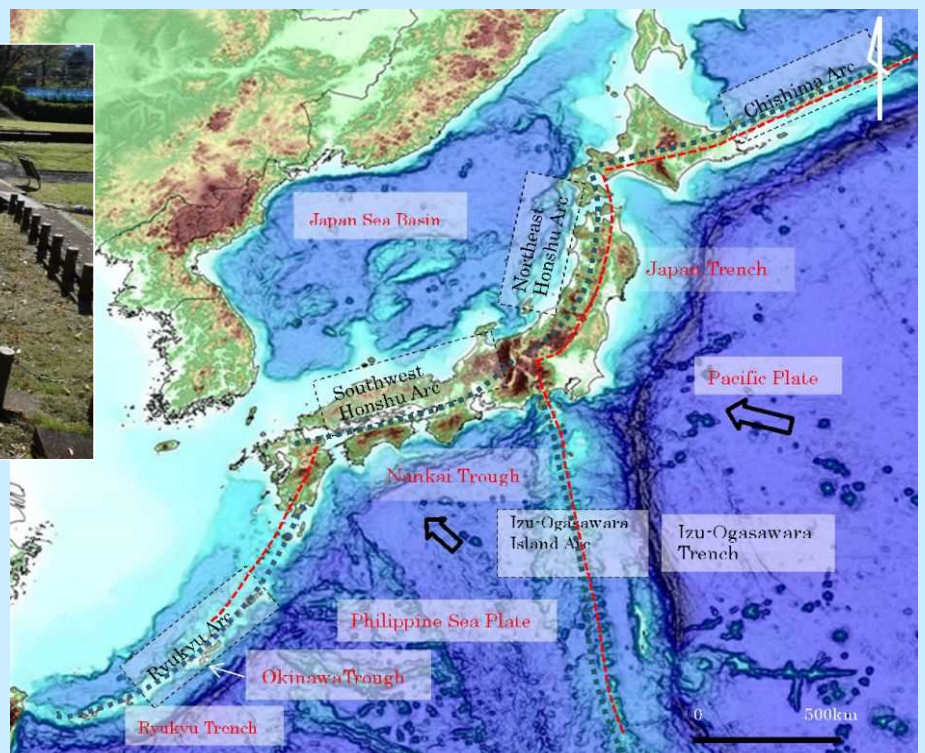 Chishima Arc
Japan Sea Basin
Northeast
Honshu Arc
Japan Trench
Southwest
Honshu Arc
Pacific Plate
Nankai Trough
Izu-Ogasawara
Island Arc
Izu-Ogasawara
Trench
Ryukyu Arc
Philippine Sea Plate
OkinawaTrough
Ryukyu Trench
0
500km